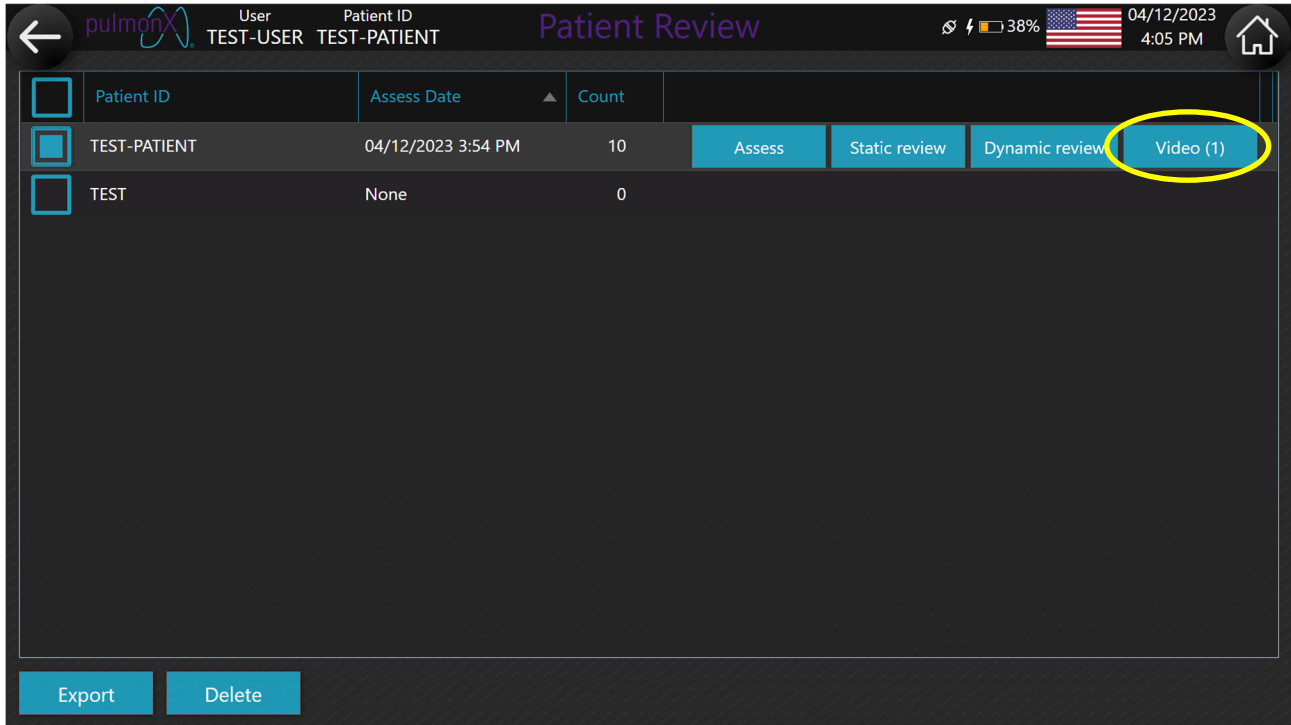 pulmonX®
User Patient ID
TEST-USER TEST-PATIENT
Patient Review
38%
04/12/2023
4:05 PM
Patient ID Assess Date Count
TEST-PATIENT 04/12/2023 3:54 PM 10 Assess Static review Dynamic review Video (1)
TEST None 0
Export Delete